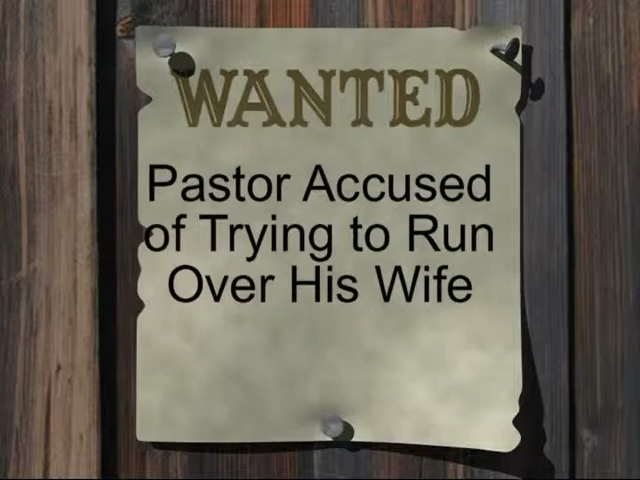 WANTED
Pastor Accused
of Trying to Run
Over His Wife